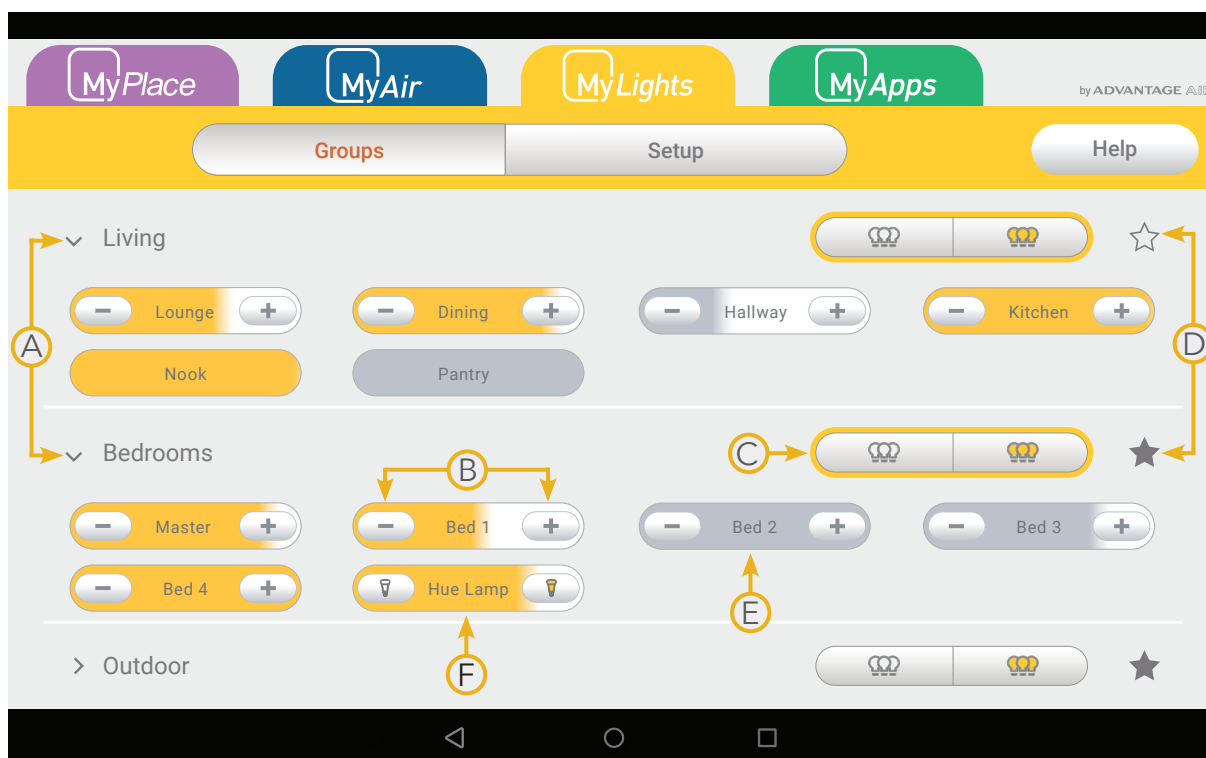 MyPlace MyAir MyLights MyApps by ADVANTAGE AIR
Groups Setup Help
Living
Lounge Dining Hallway Kitchen
A D
Nook Pantry
Bedrooms C
B
Master Bed 1 Bed 2 Bed 3
Bed 4 Hue Lamp
E
Outdoor F